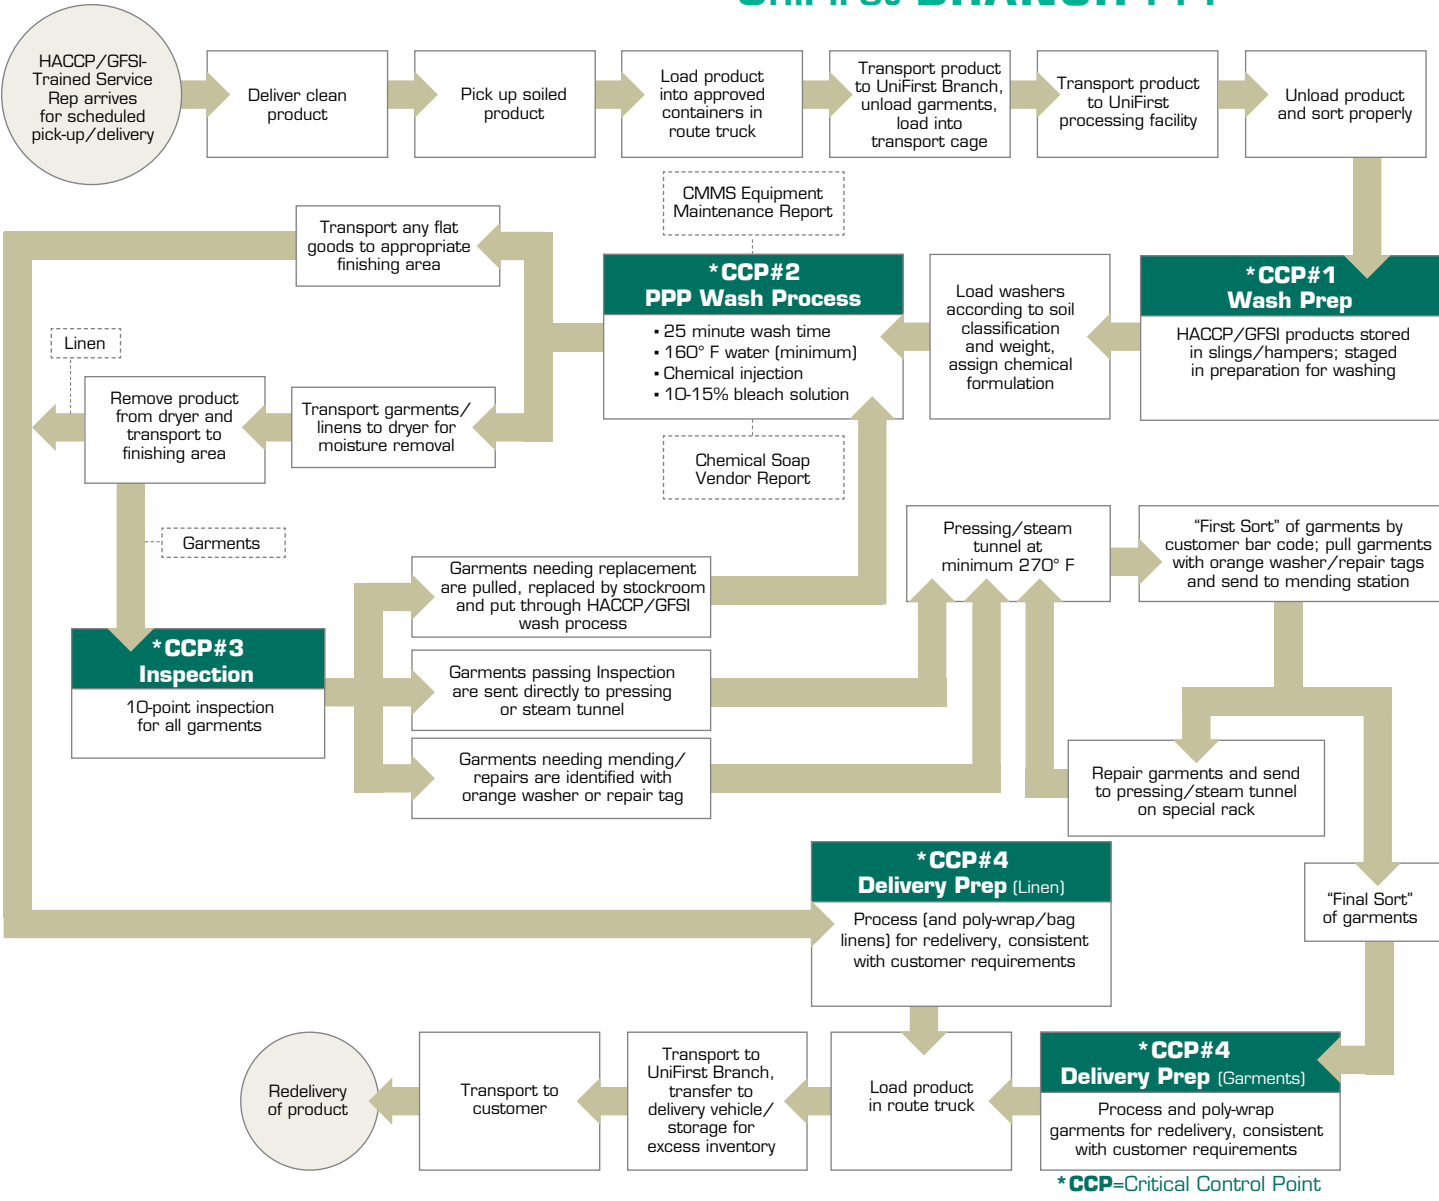 HACCP/GFSI-
Trained Service
Rep arrives
for scheduled
pick-up/delivery
Deliver clean
product
Pick up soiled
product
Load product
into approved
containers in
route truck
Transport product
to UniFirst Branch,
unload garments,
load into
transport cage
Transport product
to UniFirst
processing facility
Unload product
and sort properly
CMMS Equipment
Maintenance Report
Transport any flat
goods to appropriate
finishing area
*CCP#2
PPP Wash Process
▪ 25 minute wash time
▪ 160° F water (minimum)
▪ Chemical injection
▪ 10-15% bleach solution
Load washers
according to soil
classification
and weight,
assign chemical
formulation
*CCP#1
Wash Prep
HACCP/GFSI products stored
in slings/hampers; staged
in preparation for washing
Linen
Remove product
from dryer and
transport to
finishing area
Transport garments/
linens to dryer for
moisture removal
Chemical Soap
Vendor Report
Garments
Pressing/steam
tunnel at
minimum 270° F
“First Sort” of garments by
customer bar code; pull garments
with orange washer/repair tags
and send to mending station
Garments needing replacement
are pulled, replaced by stockroom
and put through HACCP/GFSI
wash process
*CCP#3
Inspection
10-point inspection
for all garments
Garments passing Inspection
are sent directly to pressing
or steam tunnel
Garments needing mending/
repairs are identified with
orange washer or repair tag
Repair garments and send
to pressing/steam tunnel
on special rack
*CCP#4
Delivery Prep (Linen)
Process (and poly-wrap/bag
linens) for redelivery, consistent
with customer requirements
“Final Sort”
of garments
Redelivery
of product
Transport to
customer
Transport to
UniFirst Branch,
transfer to
delivery vehicle/
storage for
excess inventory
Load product
in route truck
*CCP#4
Delivery Prep (Garments)
Process and poly-wrap
garments for redelivery, consistent
with customer requirements
*CCP=Critical Control Point